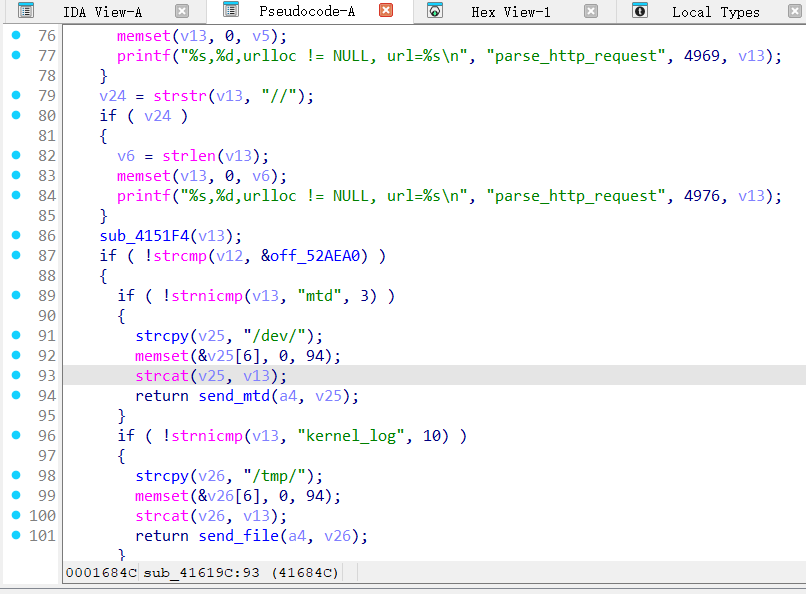 IDA View-A Pseudocode-A Hex View-1 Local Types
76 memset(v13, 0, v5);
77 printf("%s,%d,urlloc != NULL, url=%s\n", "parse_http_request", 4969, v13);
78 }
79 v24 = strstr(v13, "//");
80 if ( v24 )
81 {
82 v6 = strlen(v13);
83 memset(v13, 0, v6);
84 printf("%s,%d,urlloc != NULL, url=%s\n", "parse_http_request", 4976, v13);
85 }
86 sub_4151F4(v13);
87 if ( !strcmp(v12, &off_52AEA0) )
88 {
89 if ( !strnicmp(v13, "mtd", 3) )
90 {
91 strcpy(v25, "/dev/");
92 memset(&v25[6], 0, 94);
93 strcat(v25, v13);
94 return send_mtd(a4, v25);
95 }
96 if ( !strnicmp(v13, "kernel_log", 10) )
97 {
98 strcpy(v26, "/tmp/");
99 memset(&v26[6], 0, 94);
100 strcat(v26, v13);
101 return send_file(a4, v26);
}
0001684C sub_41619C:93 (41684C)